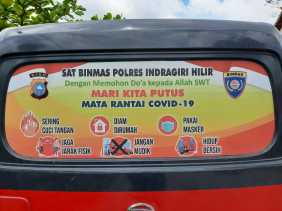 SAT BINMAS POLRES INDRAGIRI HILIR
Dengan Memohon Do'a kepada Allah SWT
MARI KITA PUTUS
MATA RANTAI COVID-19
SERING CUCI TANGAN
DIAM DIRUMAH
PAKAI MASKER
JAGA JARAK FISIK
JANGAN MUDIK
HIDUP BERSIH
BINMAS